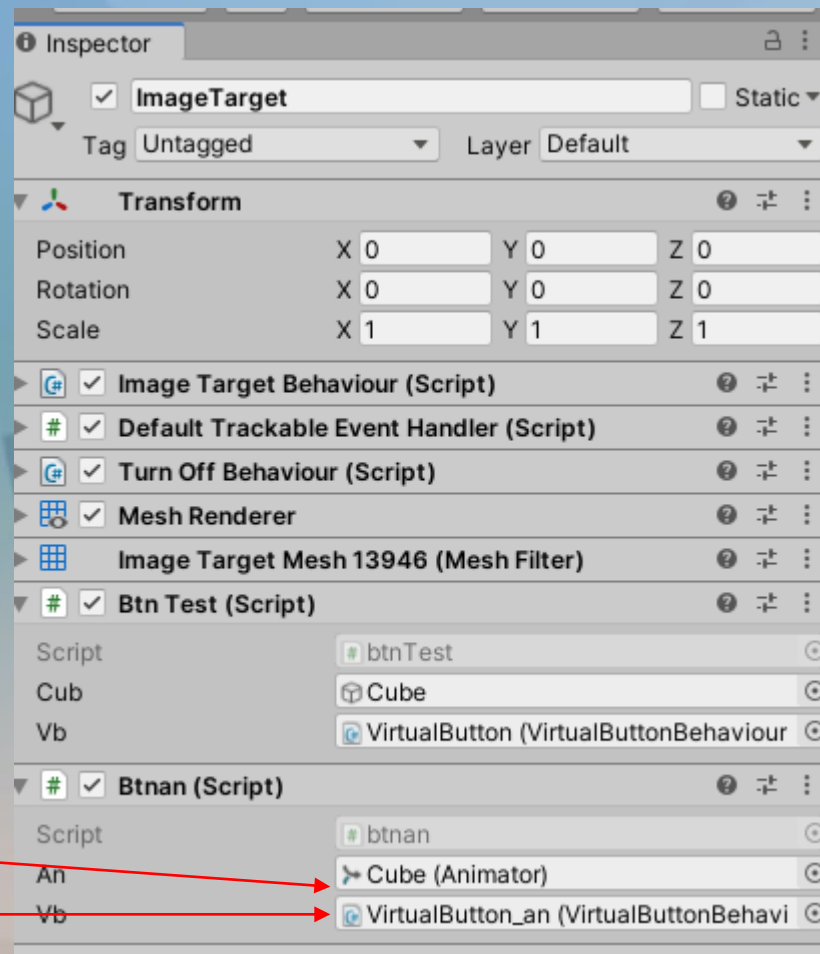 Inspector
ImageTarget Static
Tag Untagged Layer Default
Transform
Position X 0 Y 0 Z 0
Rotation X 0 Y 0 Z 0
Scale X 1 Y 1 Z 1
Image Target Behaviour (Script)
Default Trackable Event Handler (Script)
Turn Off Behaviour (Script)
Mesh Renderer
Image Target Mesh 13946 (Mesh Filter)
# Btn Test (Script)
Script btnTest
Cub Cube
Vb VirtualButton (VirtualButtonBehaviour
# Btnan (Script)
Script btnan
An Cube (Animator)
Vb VirtualButton_an (VirtualButtonBehavi